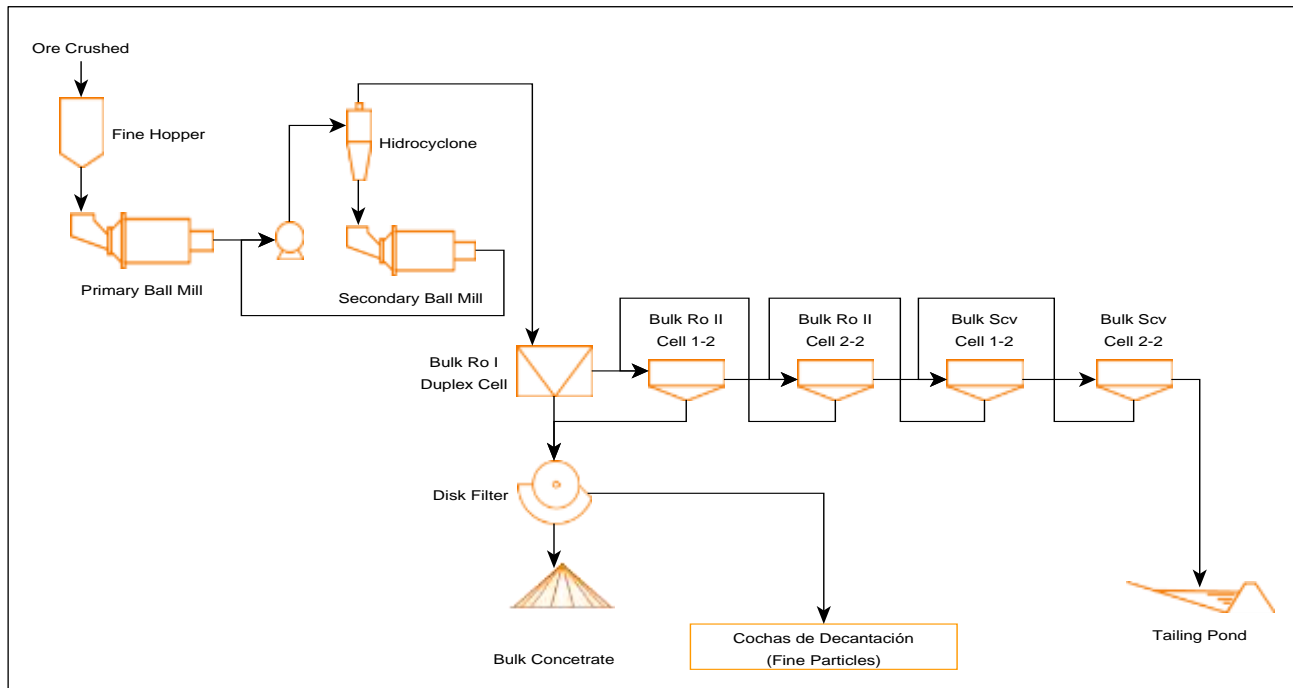 Ore Crushed
Fine Hopper
Hidrocyclone
Primary Ball Mill
Secondary Ball Mill
Bulk Ro II
Cell 1-2
Bulk Ro II
Cell 2-2
Bulk Scv
Cell 1-2
Bulk Scv
Cell 2-2
Bulk Ro I
Duplex Cell
Disk Filter
Bulk Concetrate
Cochas de Decantación
(Fine Particles)
Tailing Pond